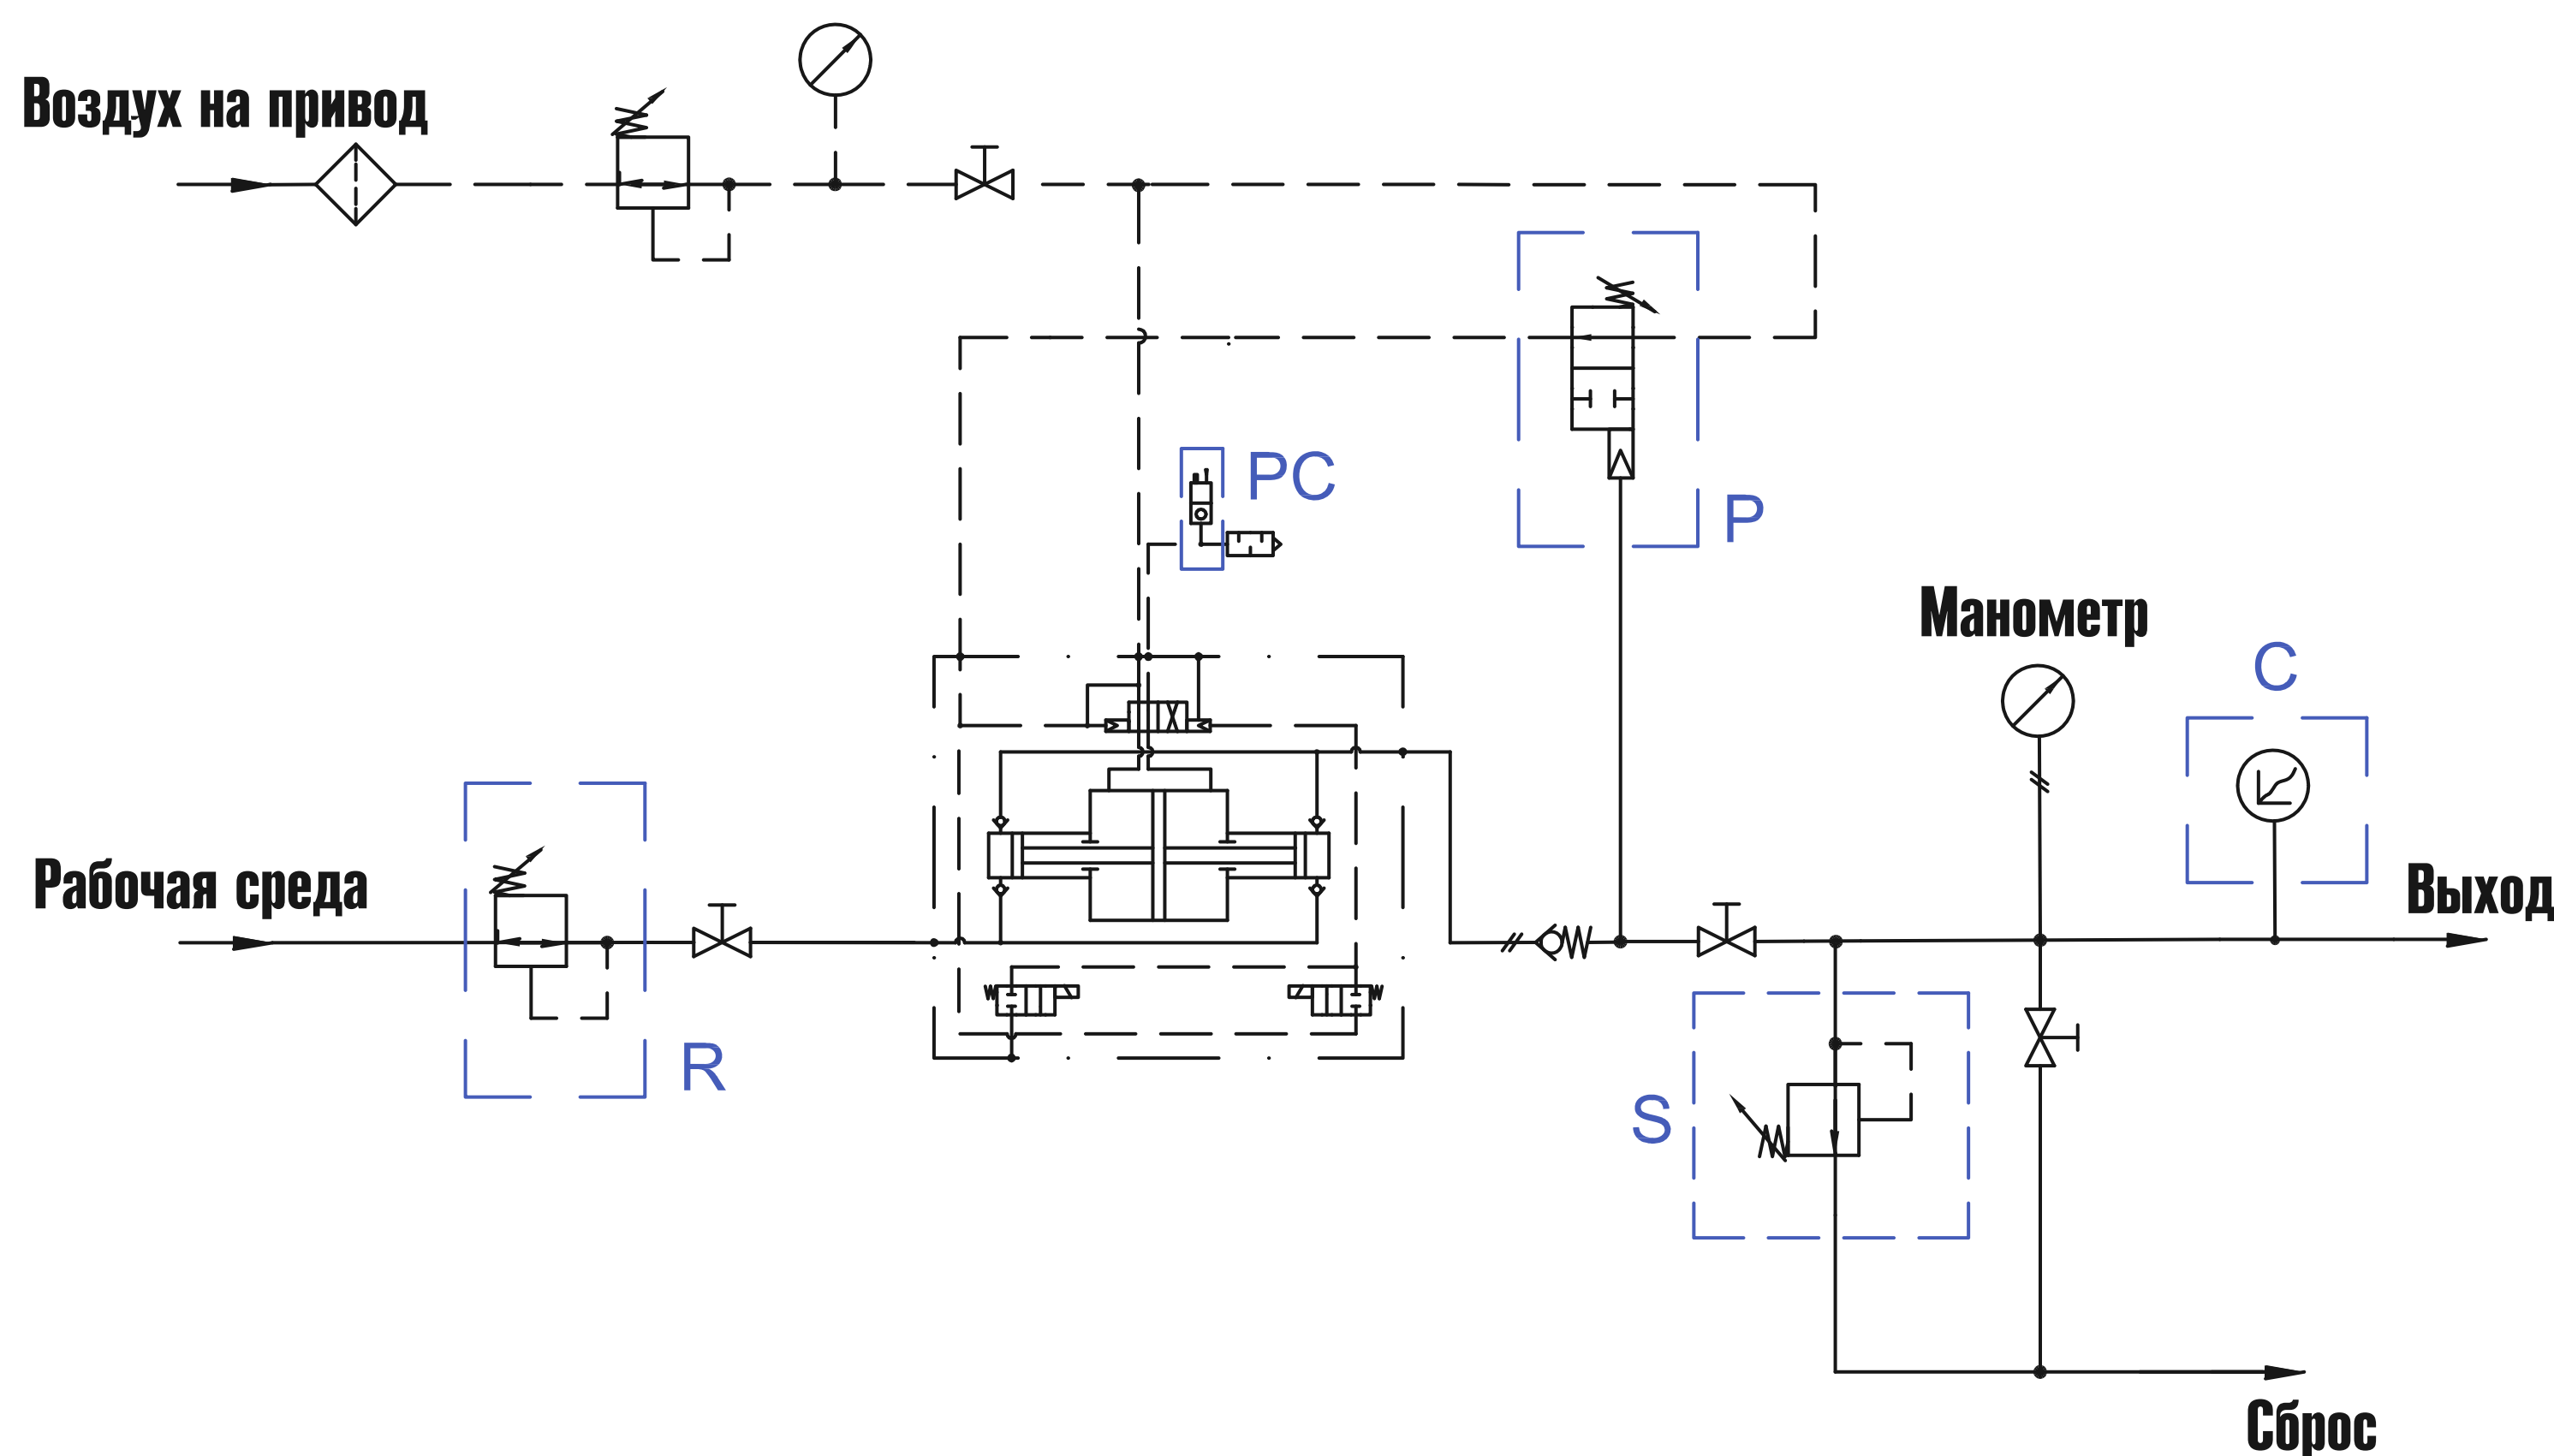 Воздух на привод
PC
P
Манометр
C
Рабочая среда
Выход
R
S
Сброс